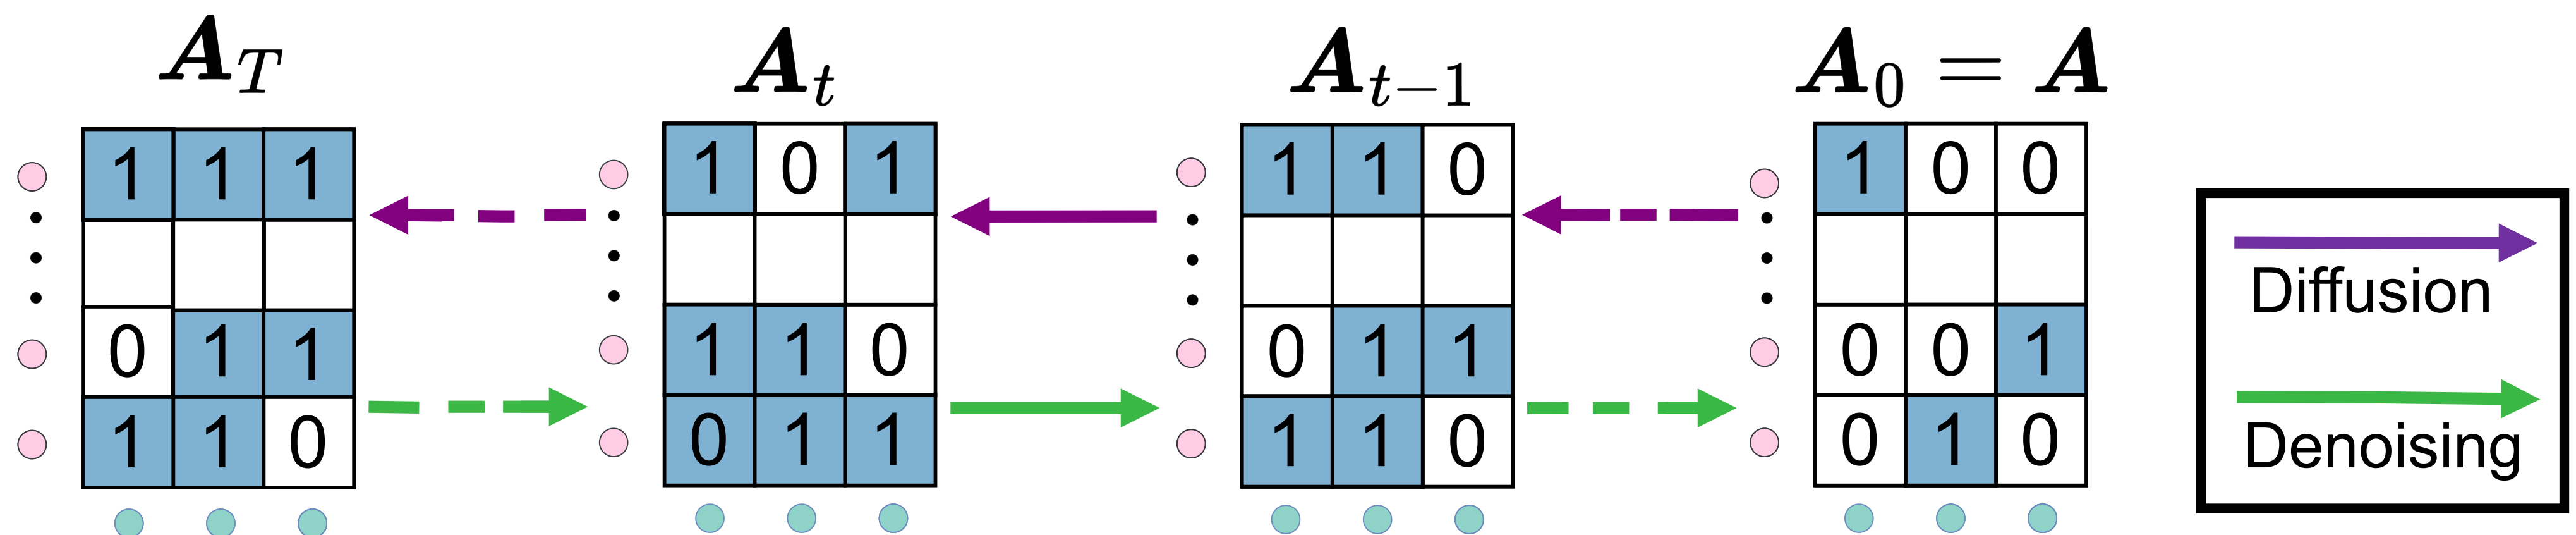 A_T
1 1 1
0 1 1
1 1 0
A_t
1 0 1
1 1 0
0 1 1
A_{t-1}
1 1 0
0 1 1
1 1 0
A_0 = A
1 0 0
0 0 1
0 1 0
Diffusion
Denoising